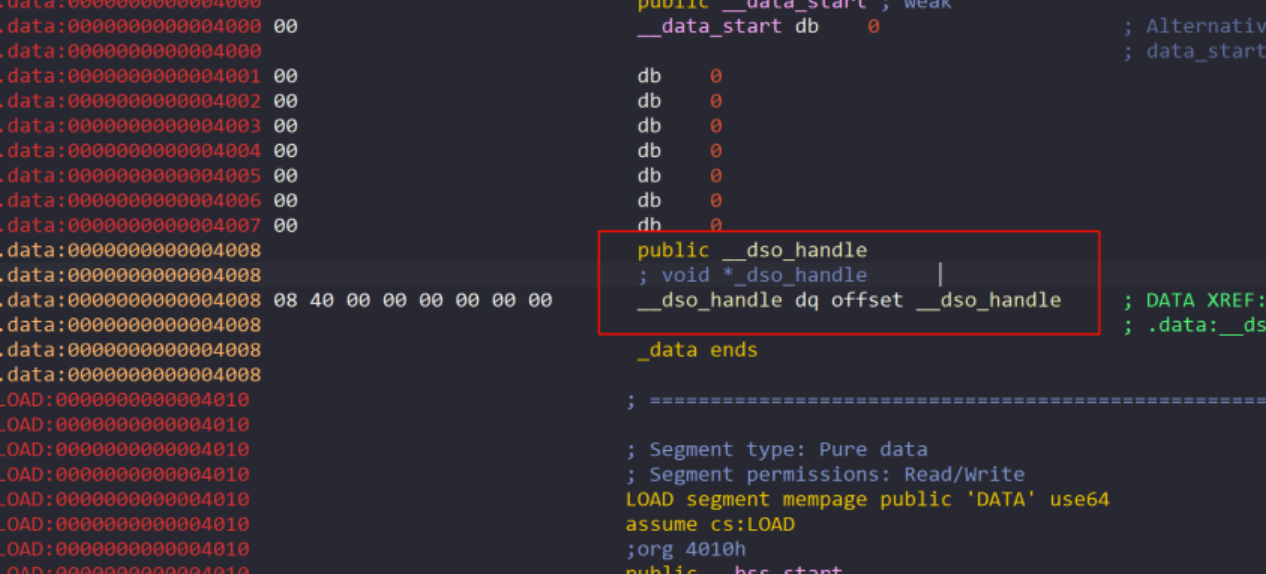 .data:0000000000004000 public __data_start ; weak
.data:0000000000004000 00 __data_start db 0 ; Alternativ
.data:0000000000004000 ; data_start
.data:0000000000004001 00 db 0
.data:0000000000004002 00 db 0
.data:0000000000004003 00 db 0
.data:0000000000004004 00 db 0
.data:0000000000004005 00 db 0
.data:0000000000004006 00 db 0
.data:0000000000004007 00 db 0
.data:0000000000004008 public __dso_handle
.data:0000000000004008 ; void *_dso_handle
.data:0000000000004008 08 40 00 00 00 00 00 00 __dso_handle dq offset __dso_handle ; DATA XREF:
.data:0000000000004008 ; .data:__ds
.data:0000000000004008 _data ends
.data:0000000000004008
LOAD:0000000000004010 ; ===================================================
LOAD:0000000000004010
LOAD:0000000000004010 ; Segment type: Pure data
LOAD:0000000000004010 ; Segment permissions: Read/Write
LOAD:0000000000004010 LOAD segment mempage public 'DATA' use64
LOAD:0000000000004010 assume cs:LOAD
LOAD:0000000000004010 ;org 4010h
LOAD:0000000000004010 public __bss_start